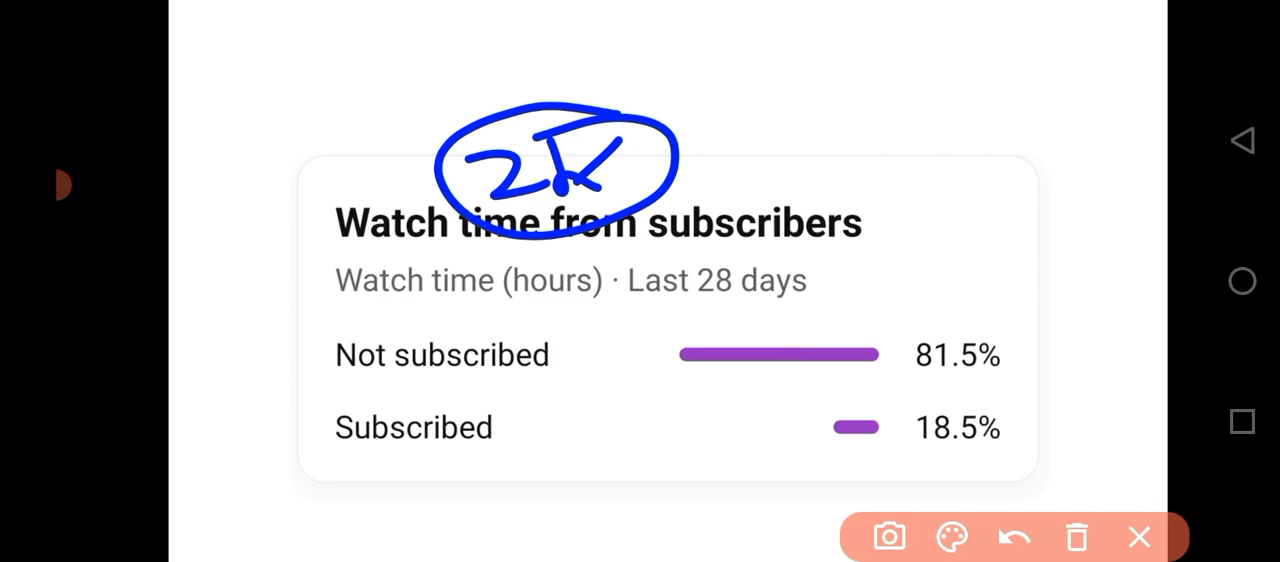 2K
Watch time from subscribers
Watch time (hours) · Last 28 days
Not subscribed 81.5%
Subscribed 18.5%